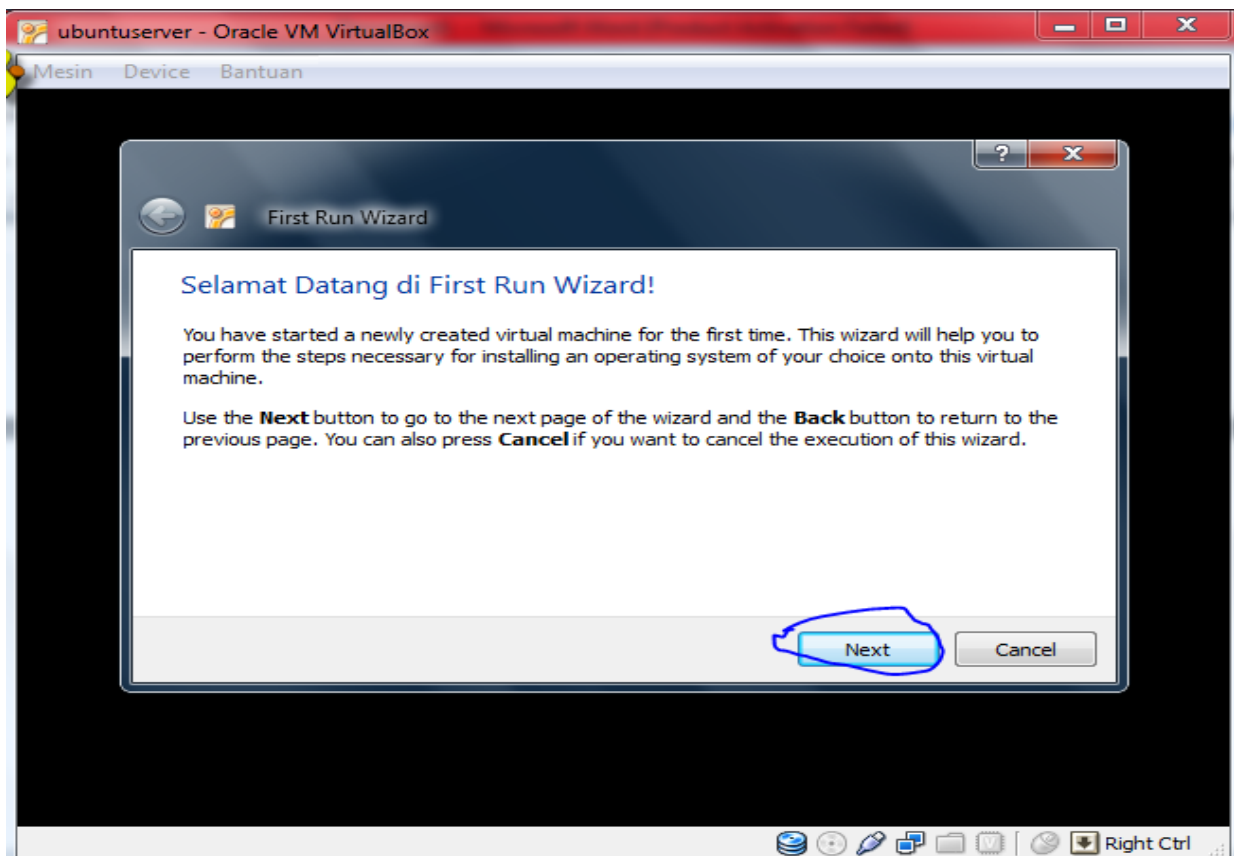 ubuntuserver - Oracle VM VirtualBox
Mesin Device Bantuan
?
First Run Wizard
Selamat Datang di First Run Wizard!
You have started a newly created virtual machine for the first time. This wizard will help you to
perform the steps necessary for installing an operating system of your choice onto this virtual
machine.
Use the Next button to go to the next page of the wizard and the Back button to return to the
previous page. You can also press Cancel if you want to cancel the execution of this wizard.
Next Cancel
Right Ctrl